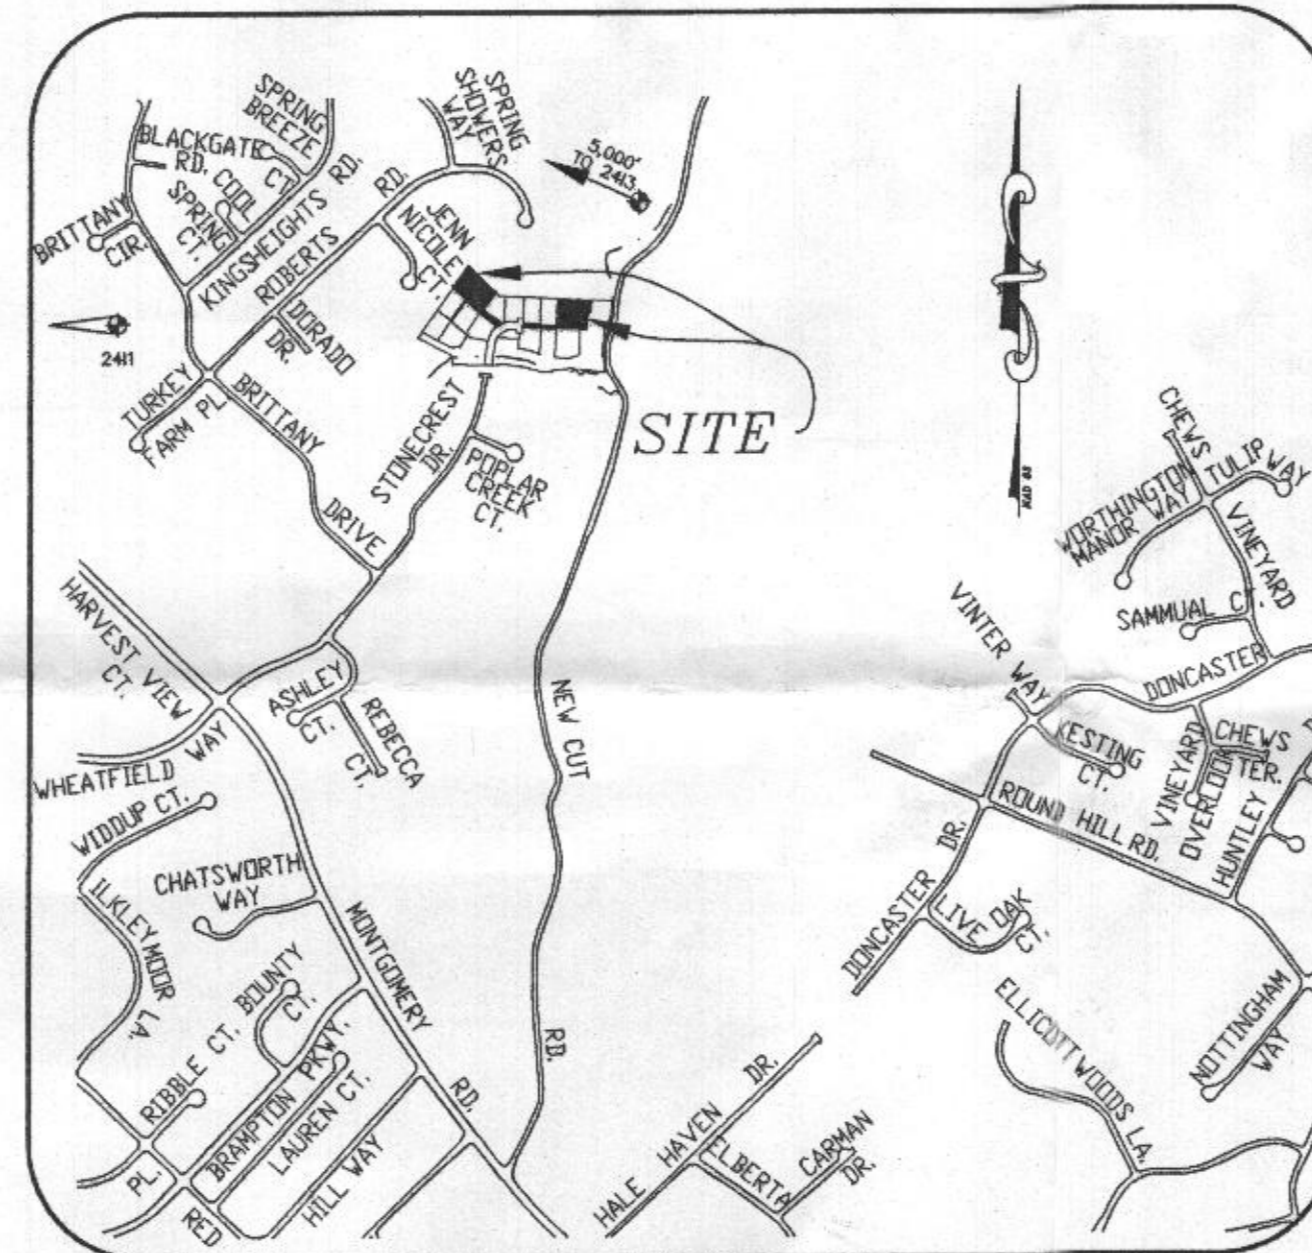 SPRING
BREEZE
CT.
BLACKGATE
RD.
COOL
SPRING
CT.
KINGSHEIGHTS RD.
BRITTANY
CIR.
ROBERTS RD.
SPRING
SHOWERS
WAY
5,000'
TO 2413
JENN
NICOLE
CT.
DORADO
DR.
2411
TURKEY
FARM PL.
BRITTANY
DRIVE
STONECREST
DR.
POPLAR
CREEK
CT.
SITE
NAD 83
CHEWS
VINEYARD
TULIP WAY
WORTHINGTON
MANOR WAY
SAMMUAL CT.
VINTER WAY
DONCASTER
HARVEST VIEW
CT.
WAY
ASHLEY
CT.
REBECCA
CT.
WHEATFIELD
NEW CUT
RD.
KESTING
CT.
VINEYARD
OVERLOOK
CHEWS
TER.
HUNTLEY
ROUND HILL RD.
WIDDUP CT.
CHATSWORTH
WAY
ILKLEYMOOR LA.
MONTGOMERY
RD.
BOUNTY
CT.
RIBBLE CT.
BRAMPTON PKWY.
LAUREN CT.
HILL WAY
PL.
RED
DONCASTER DR.
LIVE OAK
CT.
ELLICOTT WOODS LA.
NOTTINGHAM
WAY
HALE HAVEN DR.
ELBERTA
CARMAN
DR.